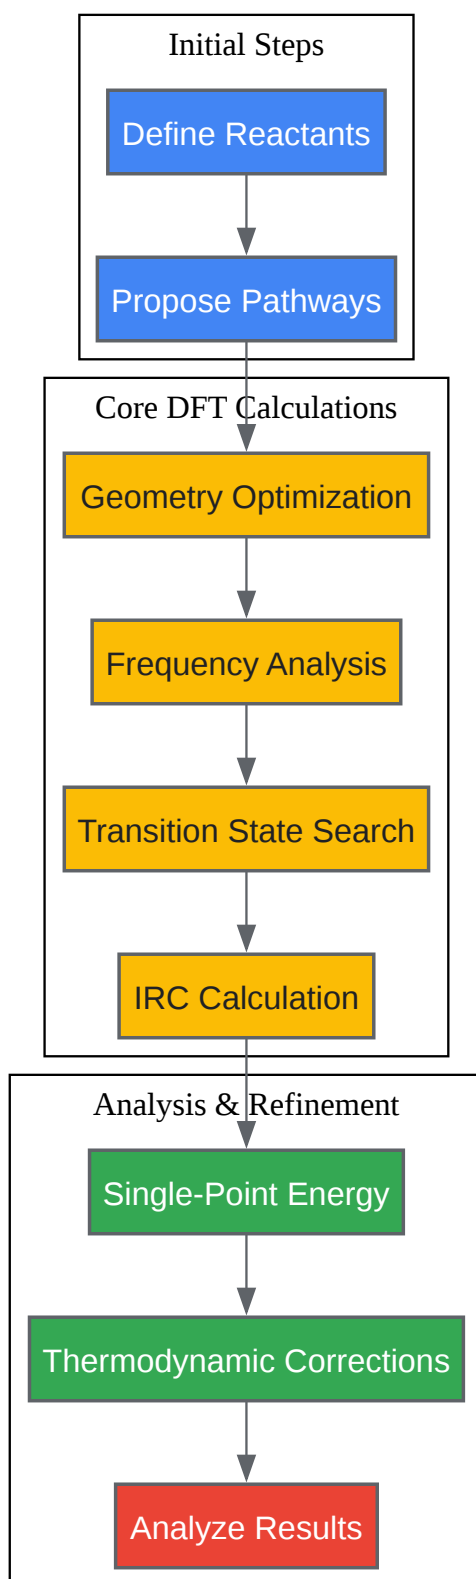 Initial Steps
Define Reactants
Propose Pathways
Core DFT Calculations
Geometry Optimization
Frequency Analysis
Transition State Search
IRC Calculation
Analysis & Refinement
Single-Point Energy
Thermodynamic Corrections
Analyze Results